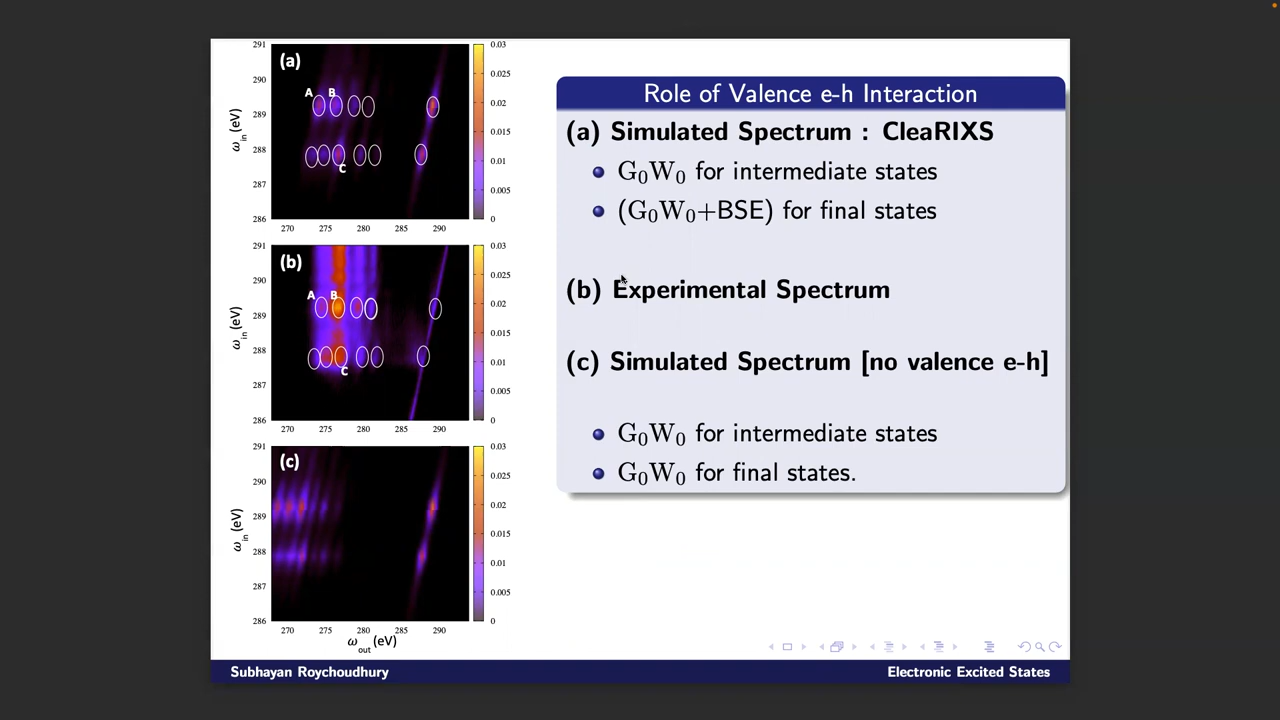 (a)
A
B
C
291
290
289
288
287
286
270
275
280
285
290
ω in (eV)
0.03
0.025
0.02
0.015
0.01
0.005
0
(b)
A
B
C
291
290
289
288
287
286
270
275
280
285
290
ω in (eV)
0.03
0.025
0.02
0.015
0.01
0.005
0
(c)
291
290
289
288
287
286
270
275
280
285
290
ω in (eV)
ω out (eV)
0.03
0.025
0.02
0.015
0.01
0.005
0
Role of Valence e-h Interaction
(a) Simulated Spectrum : CleaRIXS
G₀W₀ for intermediate states
(G₀W₀+BSE) for final states
(b) Experimental Spectrum
(c) Simulated Spectrum [no valence e-h]
G₀W₀ for intermediate states
G₀W₀ for final states.
Subhayan Roychoudhury
Electronic Excited States